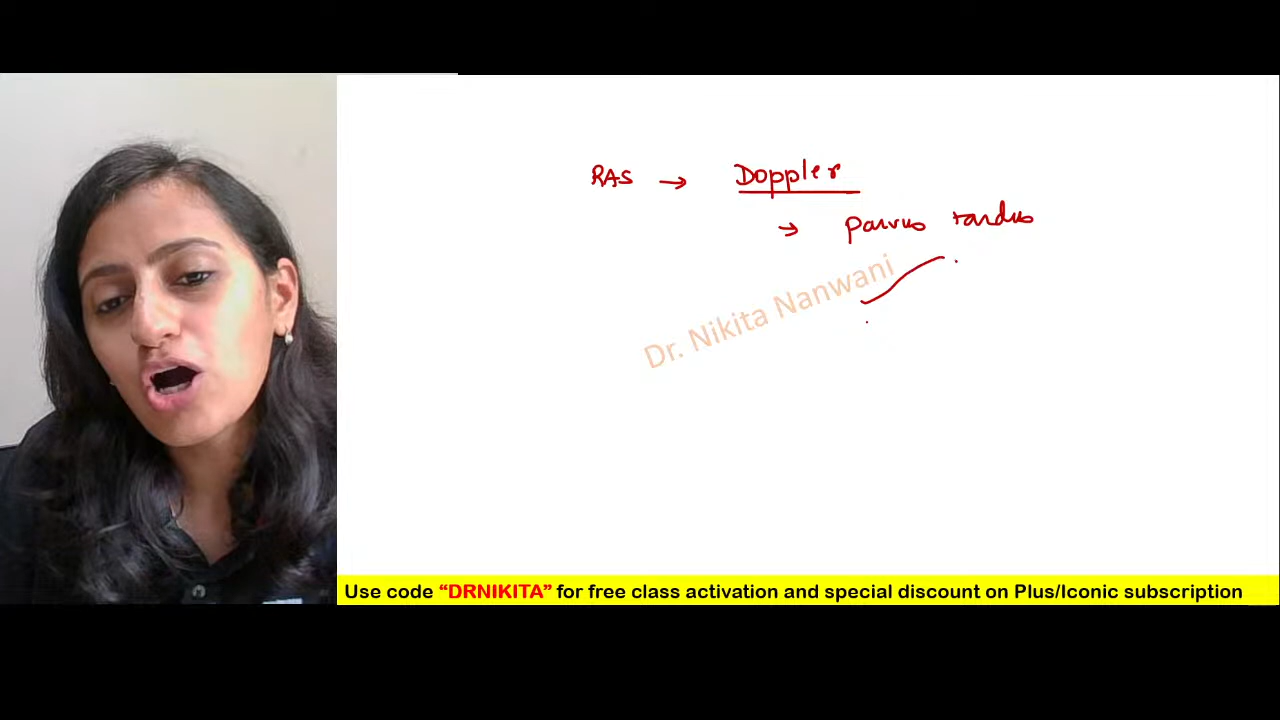 RAS → Doppler
→ parvus tardus
Dr. Nikita Nanwani
Use code “DRNIKITA” for free class activation and special discount on Plus/Iconic subscription